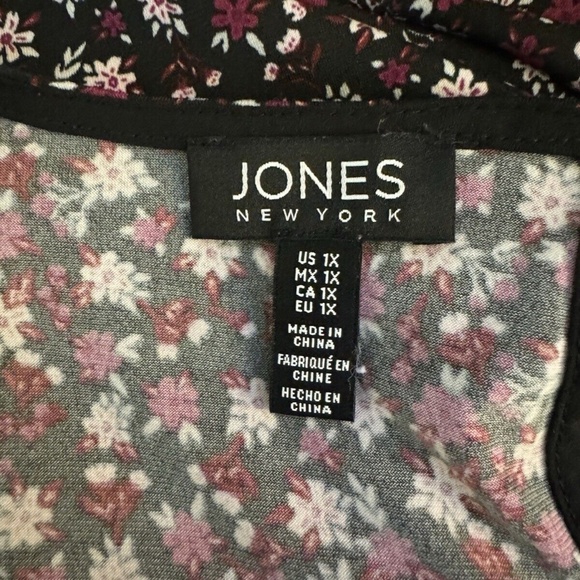 JONES
NEW YORK
US 1X
MX 1X
CA 1X
EU 1X
MADE IN
CHINA
FABRIQUÉ EN
CHINE
HECHO EN
CHINA